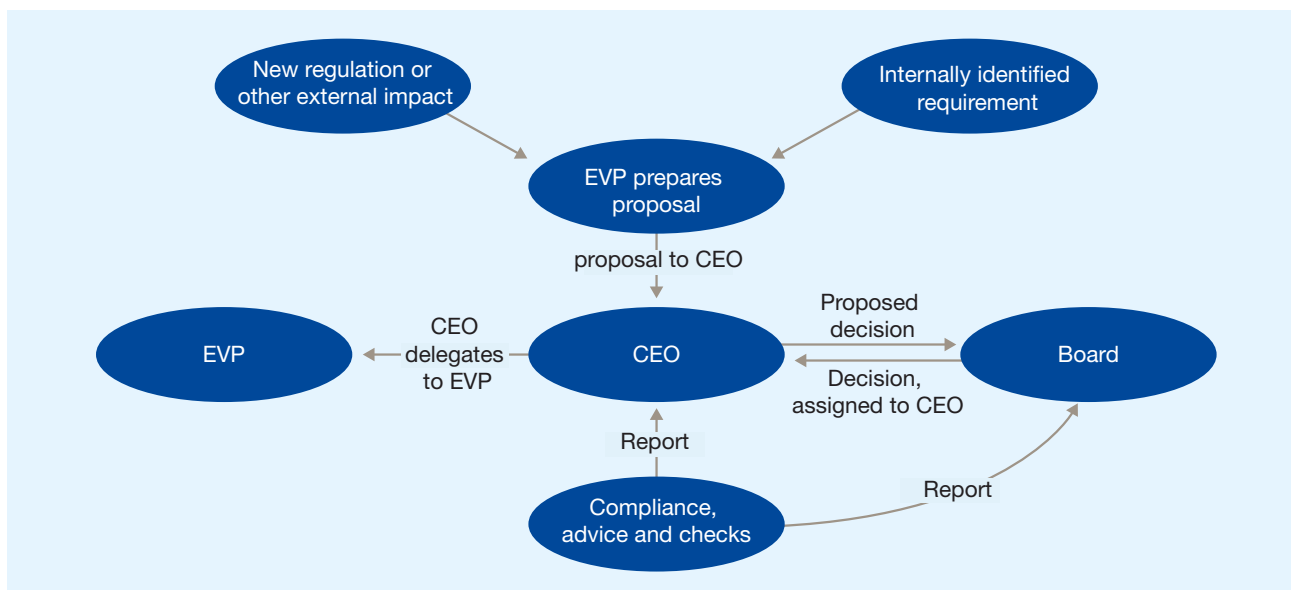 New regulation or
other external impact
Internally identified
requirement
EVP prepares
proposal
proposal to CEO
EVP
CEO
delegates
to EVP
CEO
Proposed
decision
Decision,
assigned to CEO
Board
Report
Report
Compliance,
advice and checks